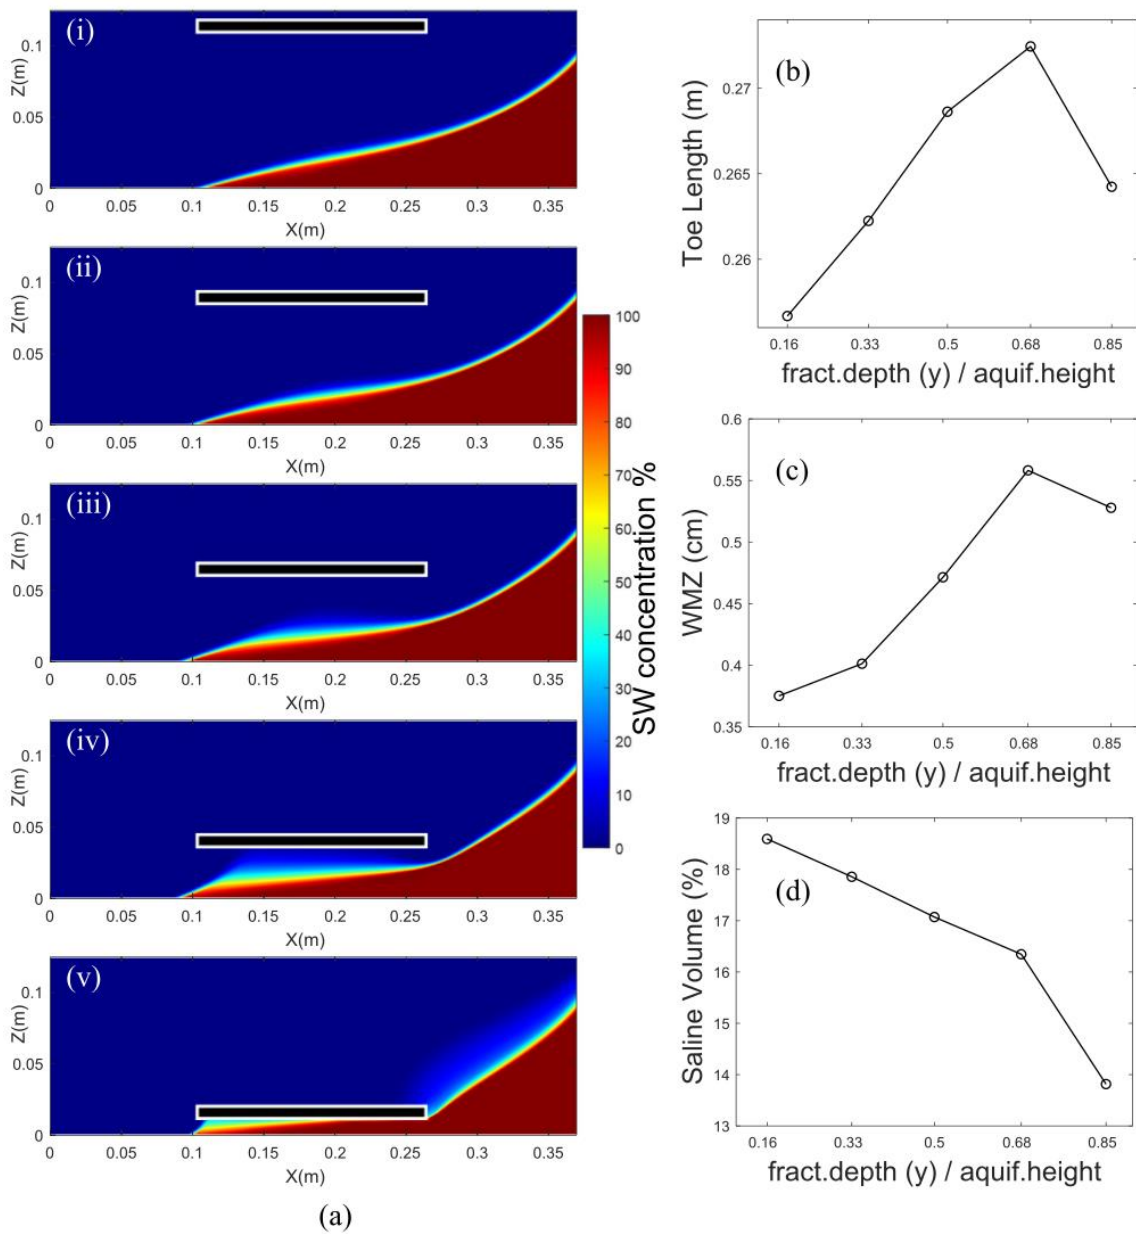 (i)
0.1
0.05
0
Z(m)
0 0.05 0.1 0.15 0.2 0.25 0.3 0.35
X(m)
(ii)
0.1
0.05
0
Z(m)
0 0.05 0.1 0.15 0.2 0.25 0.3 0.35
X(m)
(iii)
0.1
0.05
0
Z(m)
0 0.05 0.1 0.15 0.2 0.25 0.3 0.35
X(m)
(iv)
0.1
0.05
0
Z(m)
0 0.05 0.1 0.15 0.2 0.25 0.3 0.35
X(m)
(v)
0.1
0.05
0
Z(m)
0 0.05 0.1 0.15 0.2 0.25 0.3 0.35
X(m)
(a)
100
90
80
70
60
50
40
30
20
10
0
SW concentration %
(b)
0.27
0.265
0.26
Toe Length (m)
0.16 0.33 0.5 0.68 0.85
fract.depth (y) / aquif.height
(c)
0.6
0.55
0.5
0.45
0.4
0.35
WMZ (cm)
0.16 0.33 0.5 0.68 0.85
fract.depth (y) / aquif.height
(d)
19
18
17
16
15
14
13
Saline Volume (%)
0.16 0.33 0.5 0.68 0.85
fract.depth (y) / aquif.height